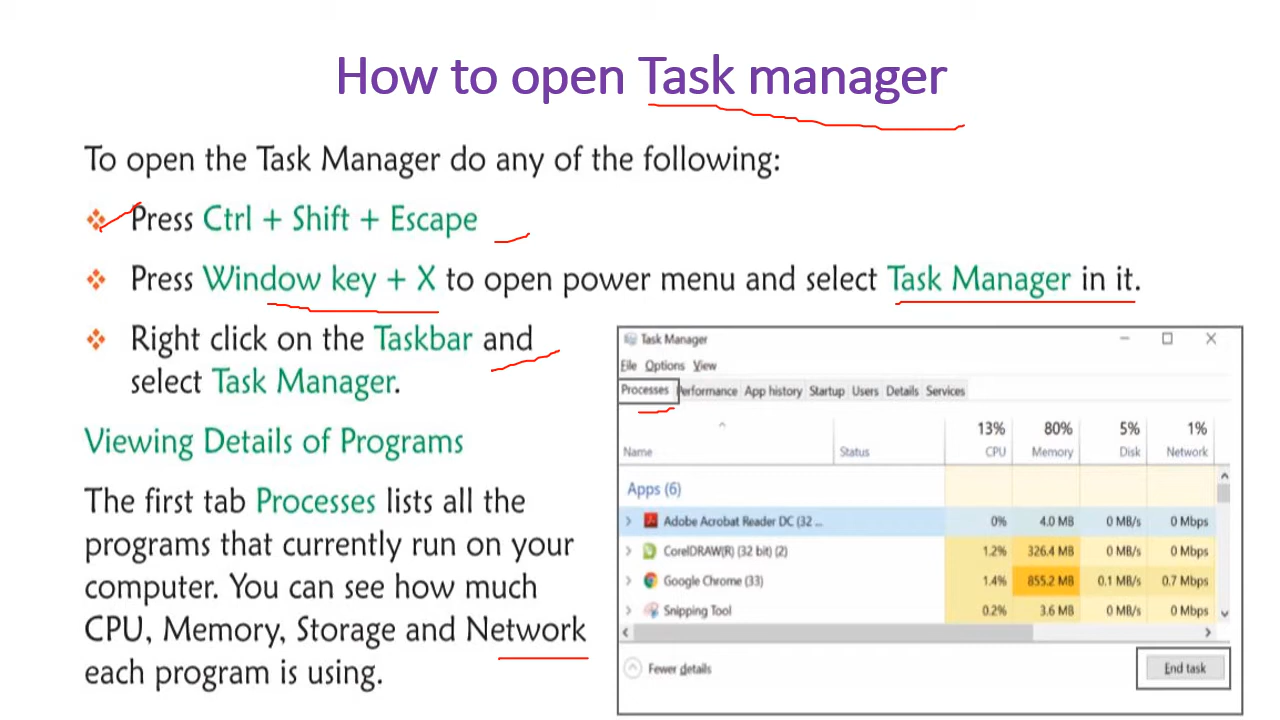 How to open Task manager
To open the Task Manager do any of the following:
❖ Press Ctrl + Shift + Escape
❖ Press Window key + X to open power menu and select Task Manager in it.
❖ Right click on the Taskbar and
select Task Manager.
Viewing Details of Programs
The first tab Processes lists all the
programs that currently run on your
computer. You can see how much
CPU, Memory, Storage and Network
each program is using.
Task Manager
File Options View
Processes Performance App history Startup Users Details Services
13% 80% 5% 1%
Name Status CPU Memory Disk Network
Apps (6)
Adobe Acrobat Reader DC (32 ... 0% 4.0 MB 0 MB/s 0 Mbps
CorelDRAW(R) (32 bit) (2) 1.2% 326.4 MB 0 MB/s 0 Mbps
Google Chrome (33) 1.4% 855.2 MB 0.1 MB/s 0.7 Mbps
Snipping Tool 0.2% 3.6 MB 0 MB/s 0 Mbps
Fewer details End task